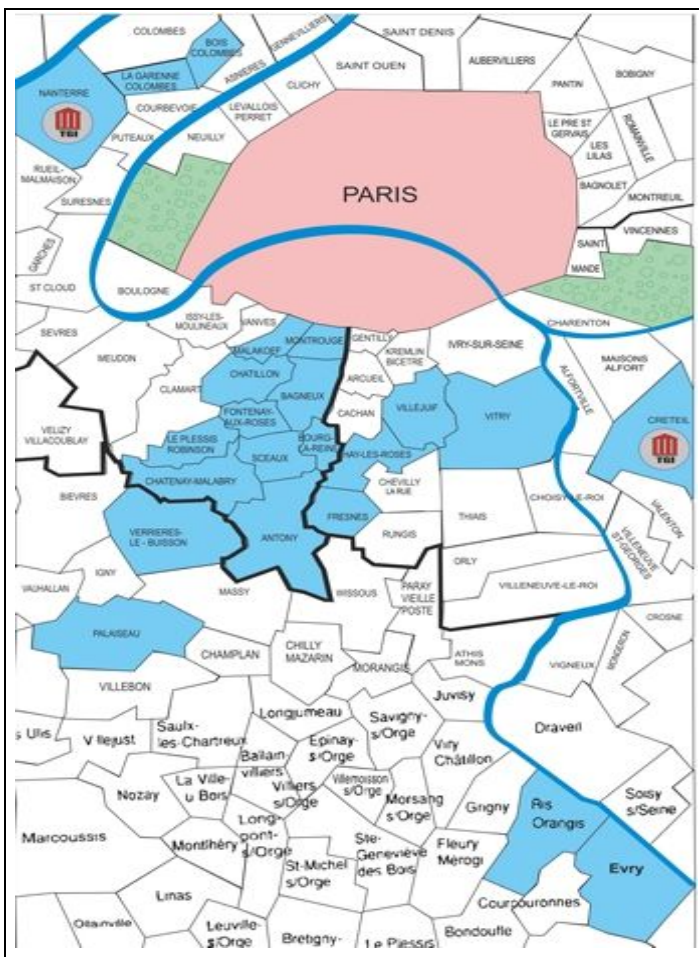 COLOMBES
BOIS
COLOMBES
GENNEVILLIERS
SAINT DENIS
SAINT OUEN
AUBERVILLIERS
LA GARENNE
COLOMBES
ASNIÈRES
CLICHY
PANTIN
BOBIGNY
NANTERRE
TGI
COURBEVOIE
LEVALLOIS
PERRET
PUTEAUX
NEUILLY
LE PRE ST
GERVAIS
ROMAINVILLE
LES
LILAS
RUEIL-
MALMAISON
SURESNES
PARIS
BAGNOLET
MONTREUIL
GARCHES
VINCENNES
SAINT
MANDE
ST CLOUD
BOULOGNE
ISSY-LES-
MOULINEAUX
VANVES
CHARENTON
SEVRES
MEUDON
MALAKOFF
MONTROUGE
GENTILLY
KREMLIN
BICETRE
IVRY-SUR-SEINE
MAISONS
ALFORT
ALFORTVILLE
CLAMART
CHATILLON
ARCUEIL
BAGNEUX
CACHAN
VILLEJUIF
VITRY
CRETEIL
TGI
FONTENAY-
AUX-ROSES
VELIZY
VILLACOUBLAY
LE PLESSIS
ROBINSON
SCEAUX
BOURG-
LA-REINE
HAY-LES-ROSES
CHATENAY-MALABRY
CHEVILLY
LA RUE
BIEVRES
CHOISY-LE-ROI
VALENTON
FRESNES
THIAIS
VERRIERES-
LE - BUISSON
ANTONY
RUNGIS
VILLENEUVE
ST-GEORGES
ORLY
IGNY
VAUHALLAN
MASSY
WISSOUS
PARAY
VIEILLE
POSTE
VILLENEUVE-LE-ROI
CROSNE
PALAISEAU
CHAMPLAN
CHILLY
MAZARIN
MORANGIS
ATHIS
MONS
VIGNEUX
MONGERON
VILLEBON
Juvisy
Longjumeau
Savigny-
s/Orge
Draveil
s Ulis
Villejust
Saulx-
les-Chartreux
Epinay-
s/Orge
Viry
Châtillon
Ballain-
villiers
Nozay
La Ville-
u Bois
Villiers
s/Orge
Villemoisson
s/Orge
Morsang
s/Orge
Grigny
Ris
Orangis
Soisy
s/Seine
Marcoussis
Montlhéry
Long-
pont-
s/Orge
St-Michel
s/Orge
Ste-
Geneviève
des Bois
Fleury
Mérogi
Evry
Linas
Courcouronnes
Ollainville
Leuville-
s/Orge
Bretigny-
Le Plessis
Bondoufle